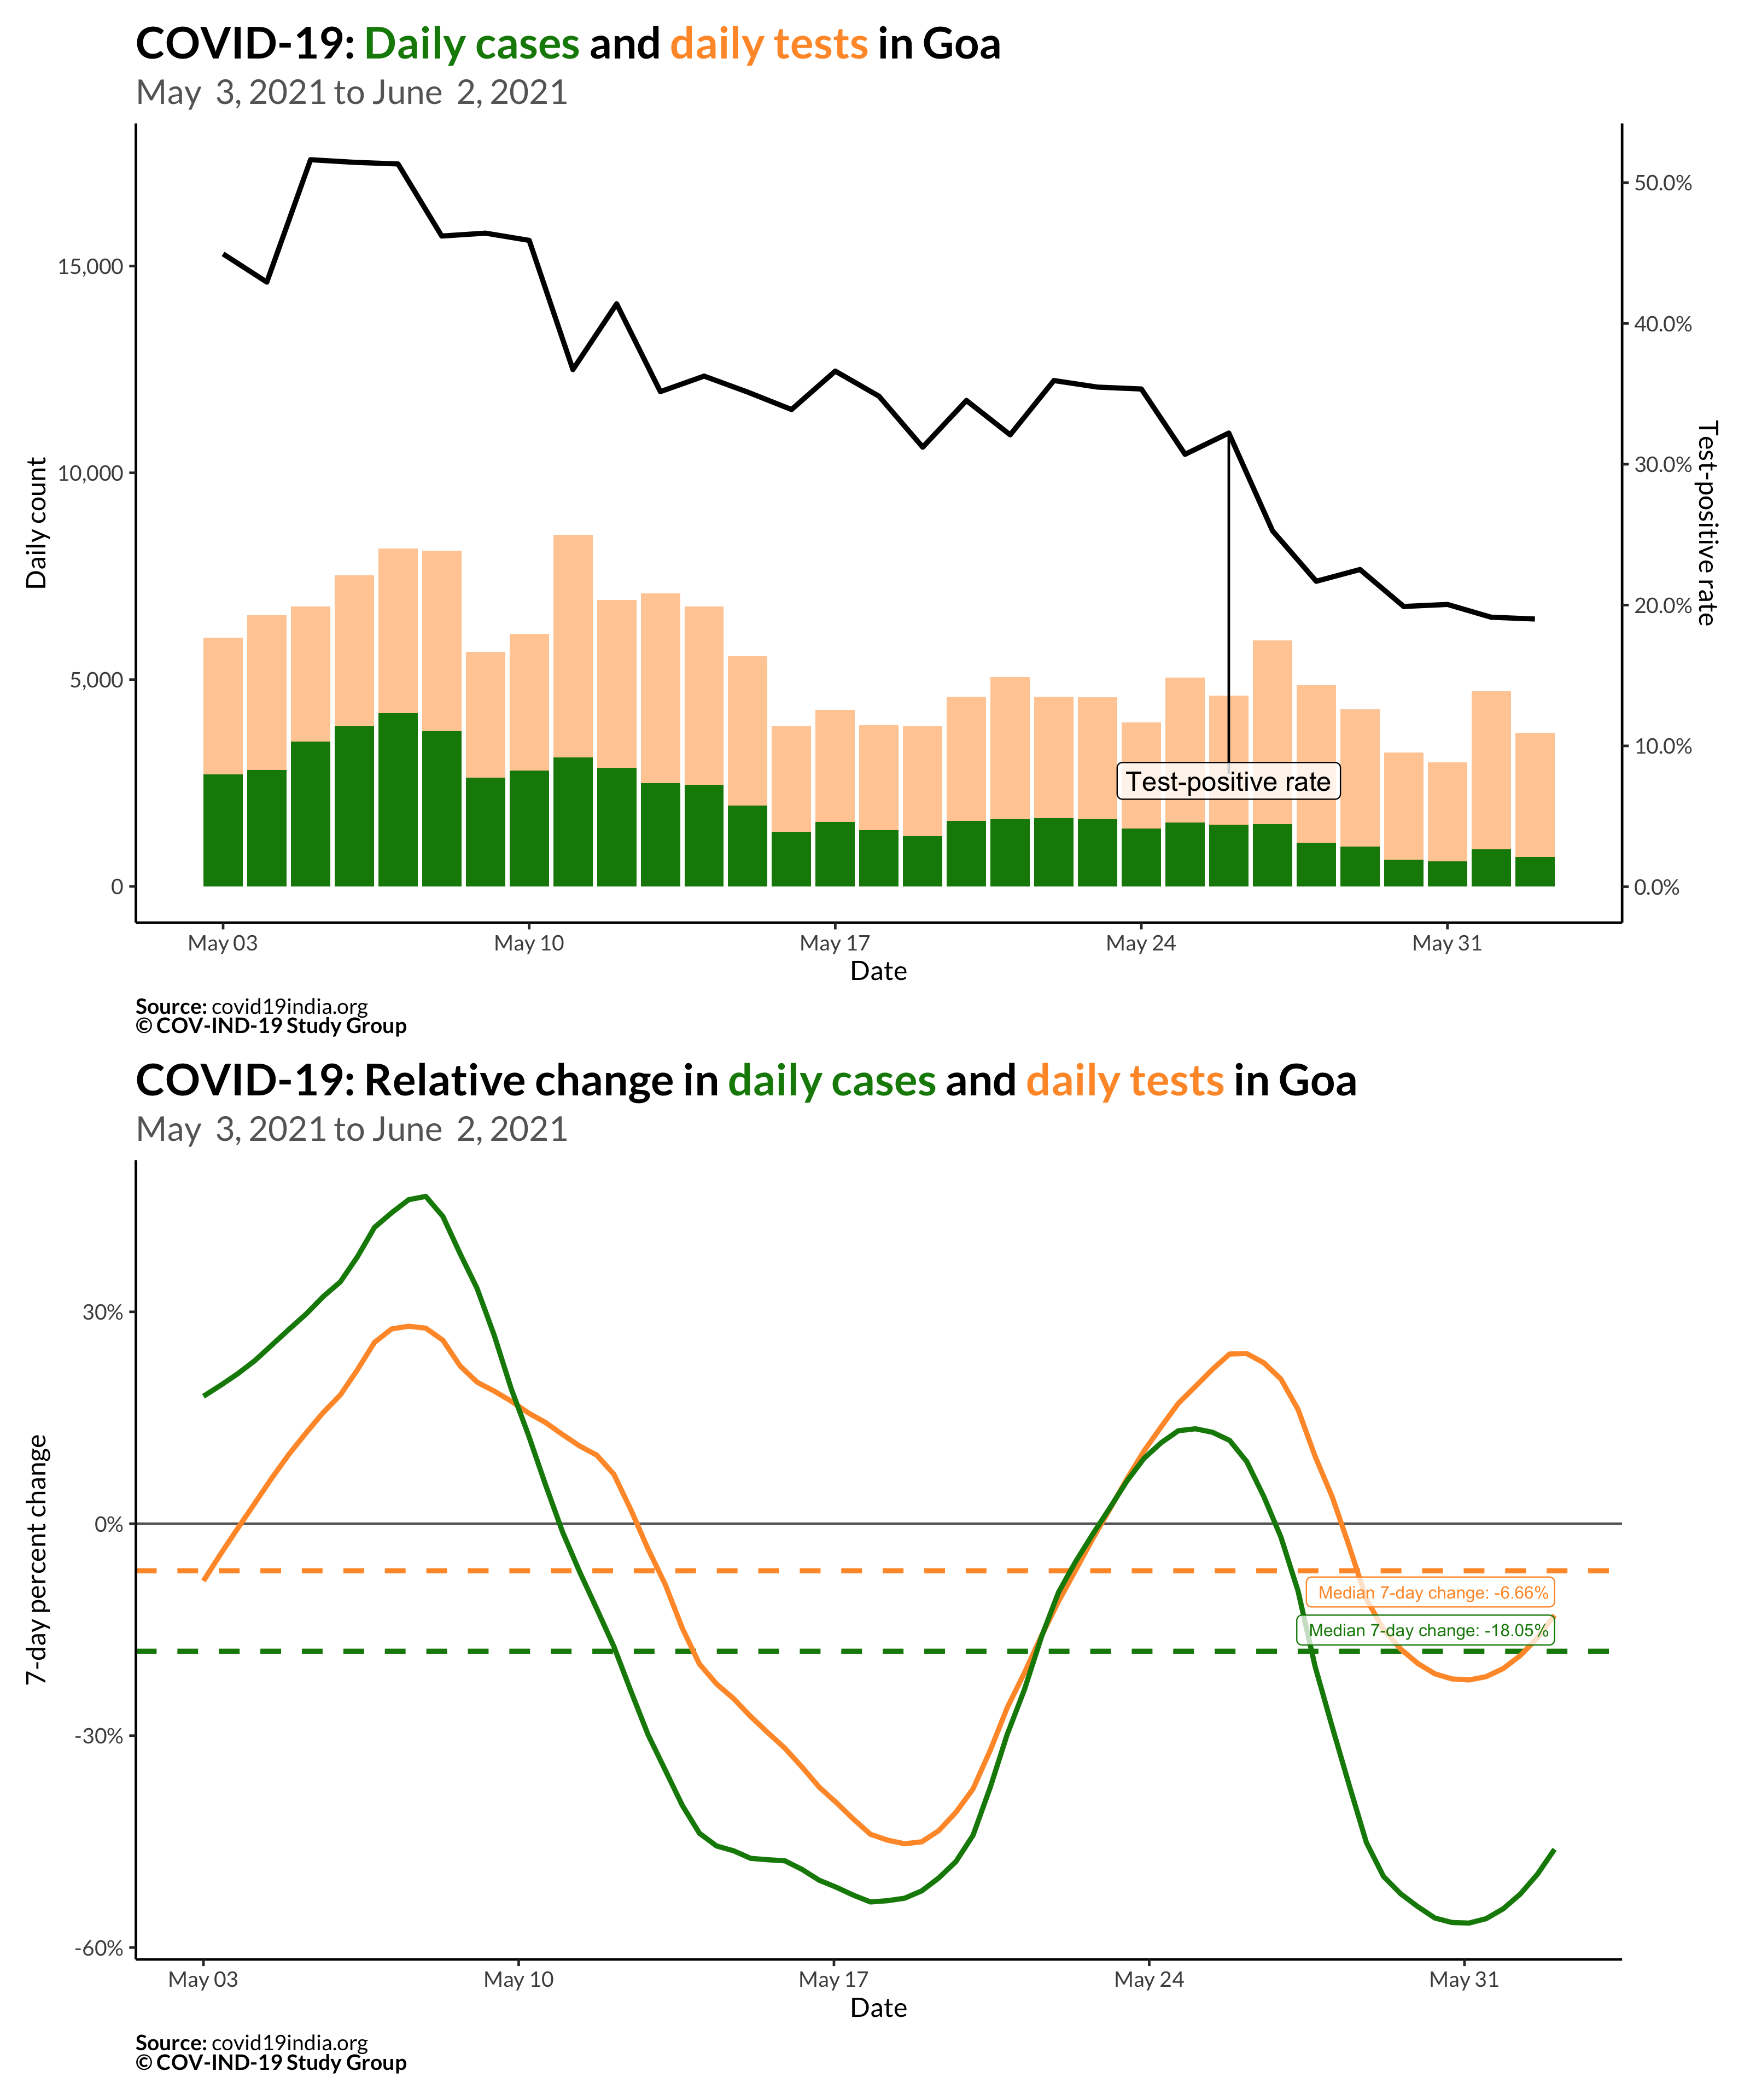 COVID-19: Daily cases and daily tests in Goa
May 3, 2021 to June 2, 2021
Daily count
15,000
10,000
5,000
0
50.0%
40.0%
30.0%
20.0%
10.0%
0.0%
Test-positive rate
Test-positive rate
May 03
May 10
May 17
May 24
May 31
Date
Source: covid19india.org
© COV-IND-19 Study Group
COVID-19: Relative change in daily cases and daily tests in Goa
May 3, 2021 to June 2, 2021
7-day percent change
30%
0%
-30%
-60%
Median 7-day change: -6.66%
Median 7-day change: -18.05%
May 03
May 10
May 17
May 24
May 31
Date
Source: covid19india.org
© COV-IND-19 Study Group